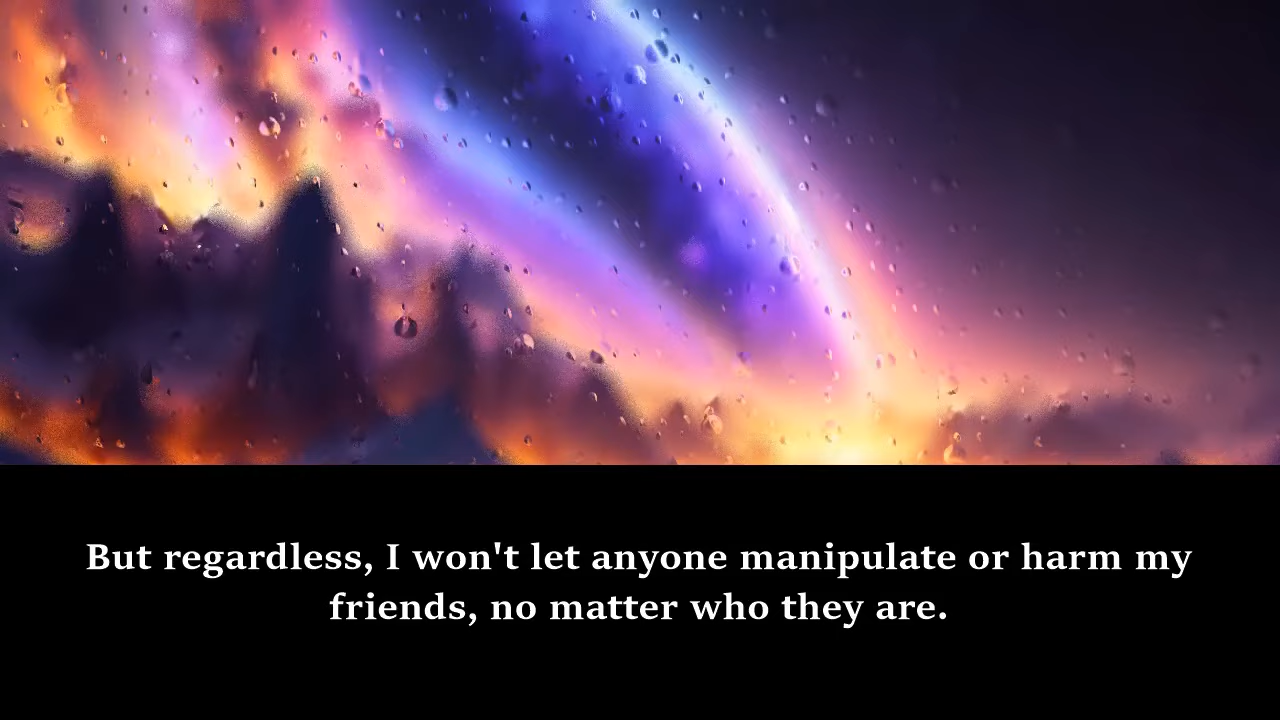 But regardless, I won't let anyone manipulate or harm my
friends, no matter who they are.